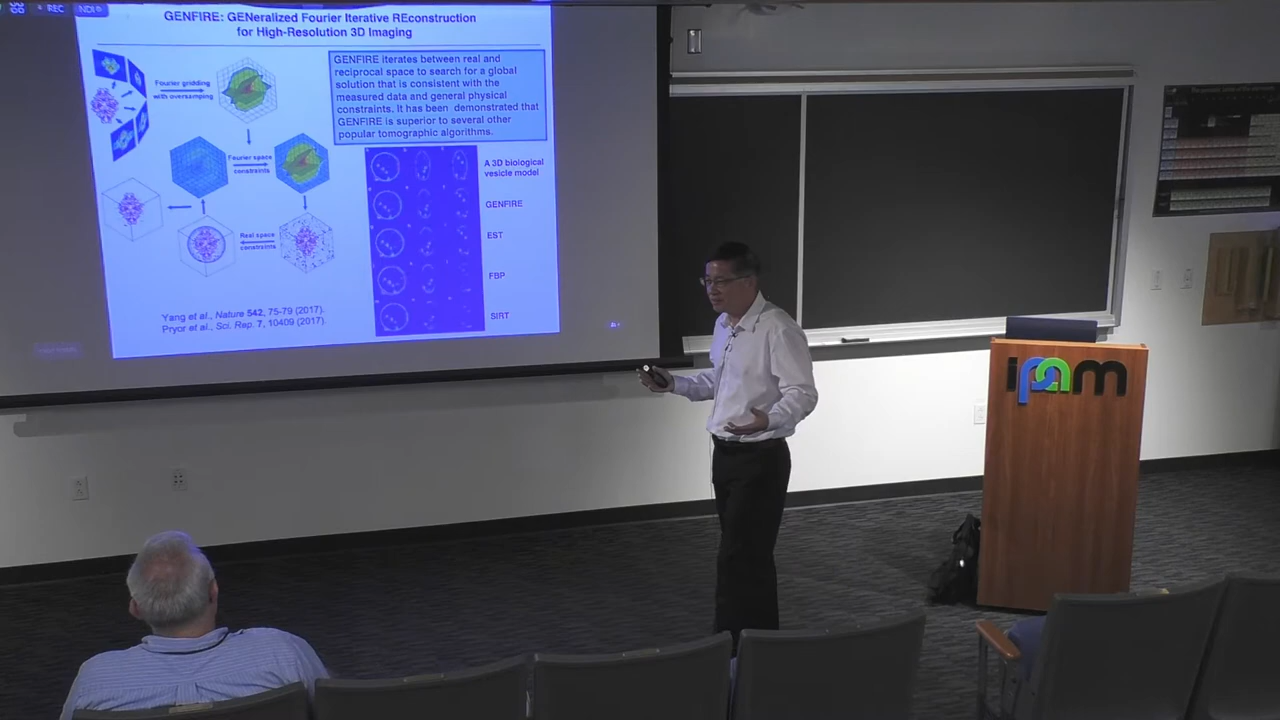 REC
NDI
GENFIRE: GENeralized Fourier Iterative REconstruction
for High-Resolution 3D Imaging
Fourier gridding
with oversampling
GENFIRE iterates between real and
reciprocal space to search for a global
solution that is consistent with the
measured data and general physical
constraints. It has been demonstrated that
GENFIRE is superior to several other
popular tomographic algorithms.
Fourier space
constraints
A 3D biological
vesicle model
GENFIRE
Real space
constraints
EST
FBP
SIRT
Yang et al., Nature 542, 75-79 (2017).
Pryor et al., Sci. Rep. 7, 10409 (2017).
ipam